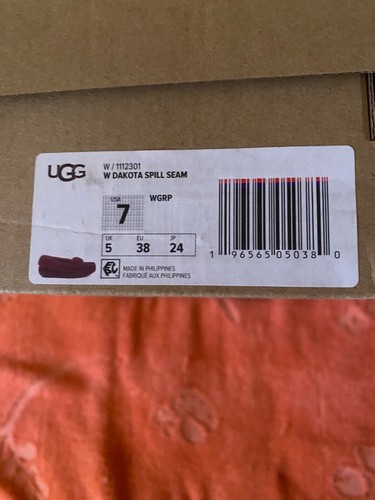 UGG
W / 1112301
W DAKOTA SPILL SEAM
USA
7
WGRP
UK EU JP
5 38 24
MADE IN PHILIPPINES
FABRIQUÉ AUX PHILIPPINES
1 96565 05038 0